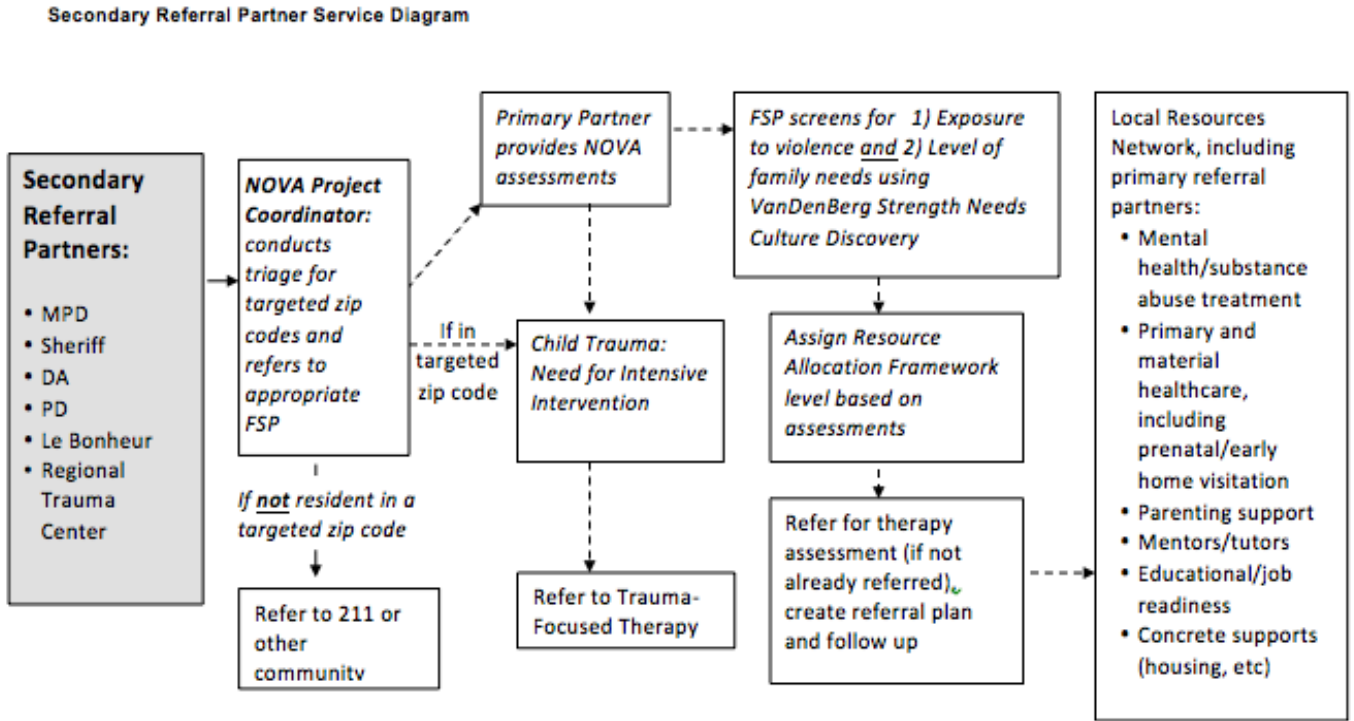 Secondary Referral Partner Service Diagram
Secondary
Referral
Partners:
• MPD
• Sheriff
• DA
• PD
• Le Bonheur
• Regional
Trauma
Center
NOVA Project
Coordinator:
conducts
triage for
targeted zip
codes and
refers to
appropriate
FSP
If not resident in a
targeted zip code
Refer to 211 or
other
community
If in
targeted
zip code
Primary Partner
provides NOVA
assessments
Child Trauma:
Need for Intensive
Intervention
Refer to Trauma-
Focused Therapy
FSP screens for 1) Exposure
to violence and 2) Level of
family needs using
VanDenBerg Strength Needs
Culture Discovery
Assign Resource
Allocation Framework
level based on
assessments
Refer for therapy
assessment (if not
already referred),
create referral plan
and follow up
Local Resources
Network, including
primary referral
partners:
• Mental
health/substance
abuse treatment
• Primary and
material
healthcare,
including
prenatal/early
home visitation
• Parenting support
• Mentors/tutors
• Educational/job
readiness
• Concrete supports
(housing, etc)